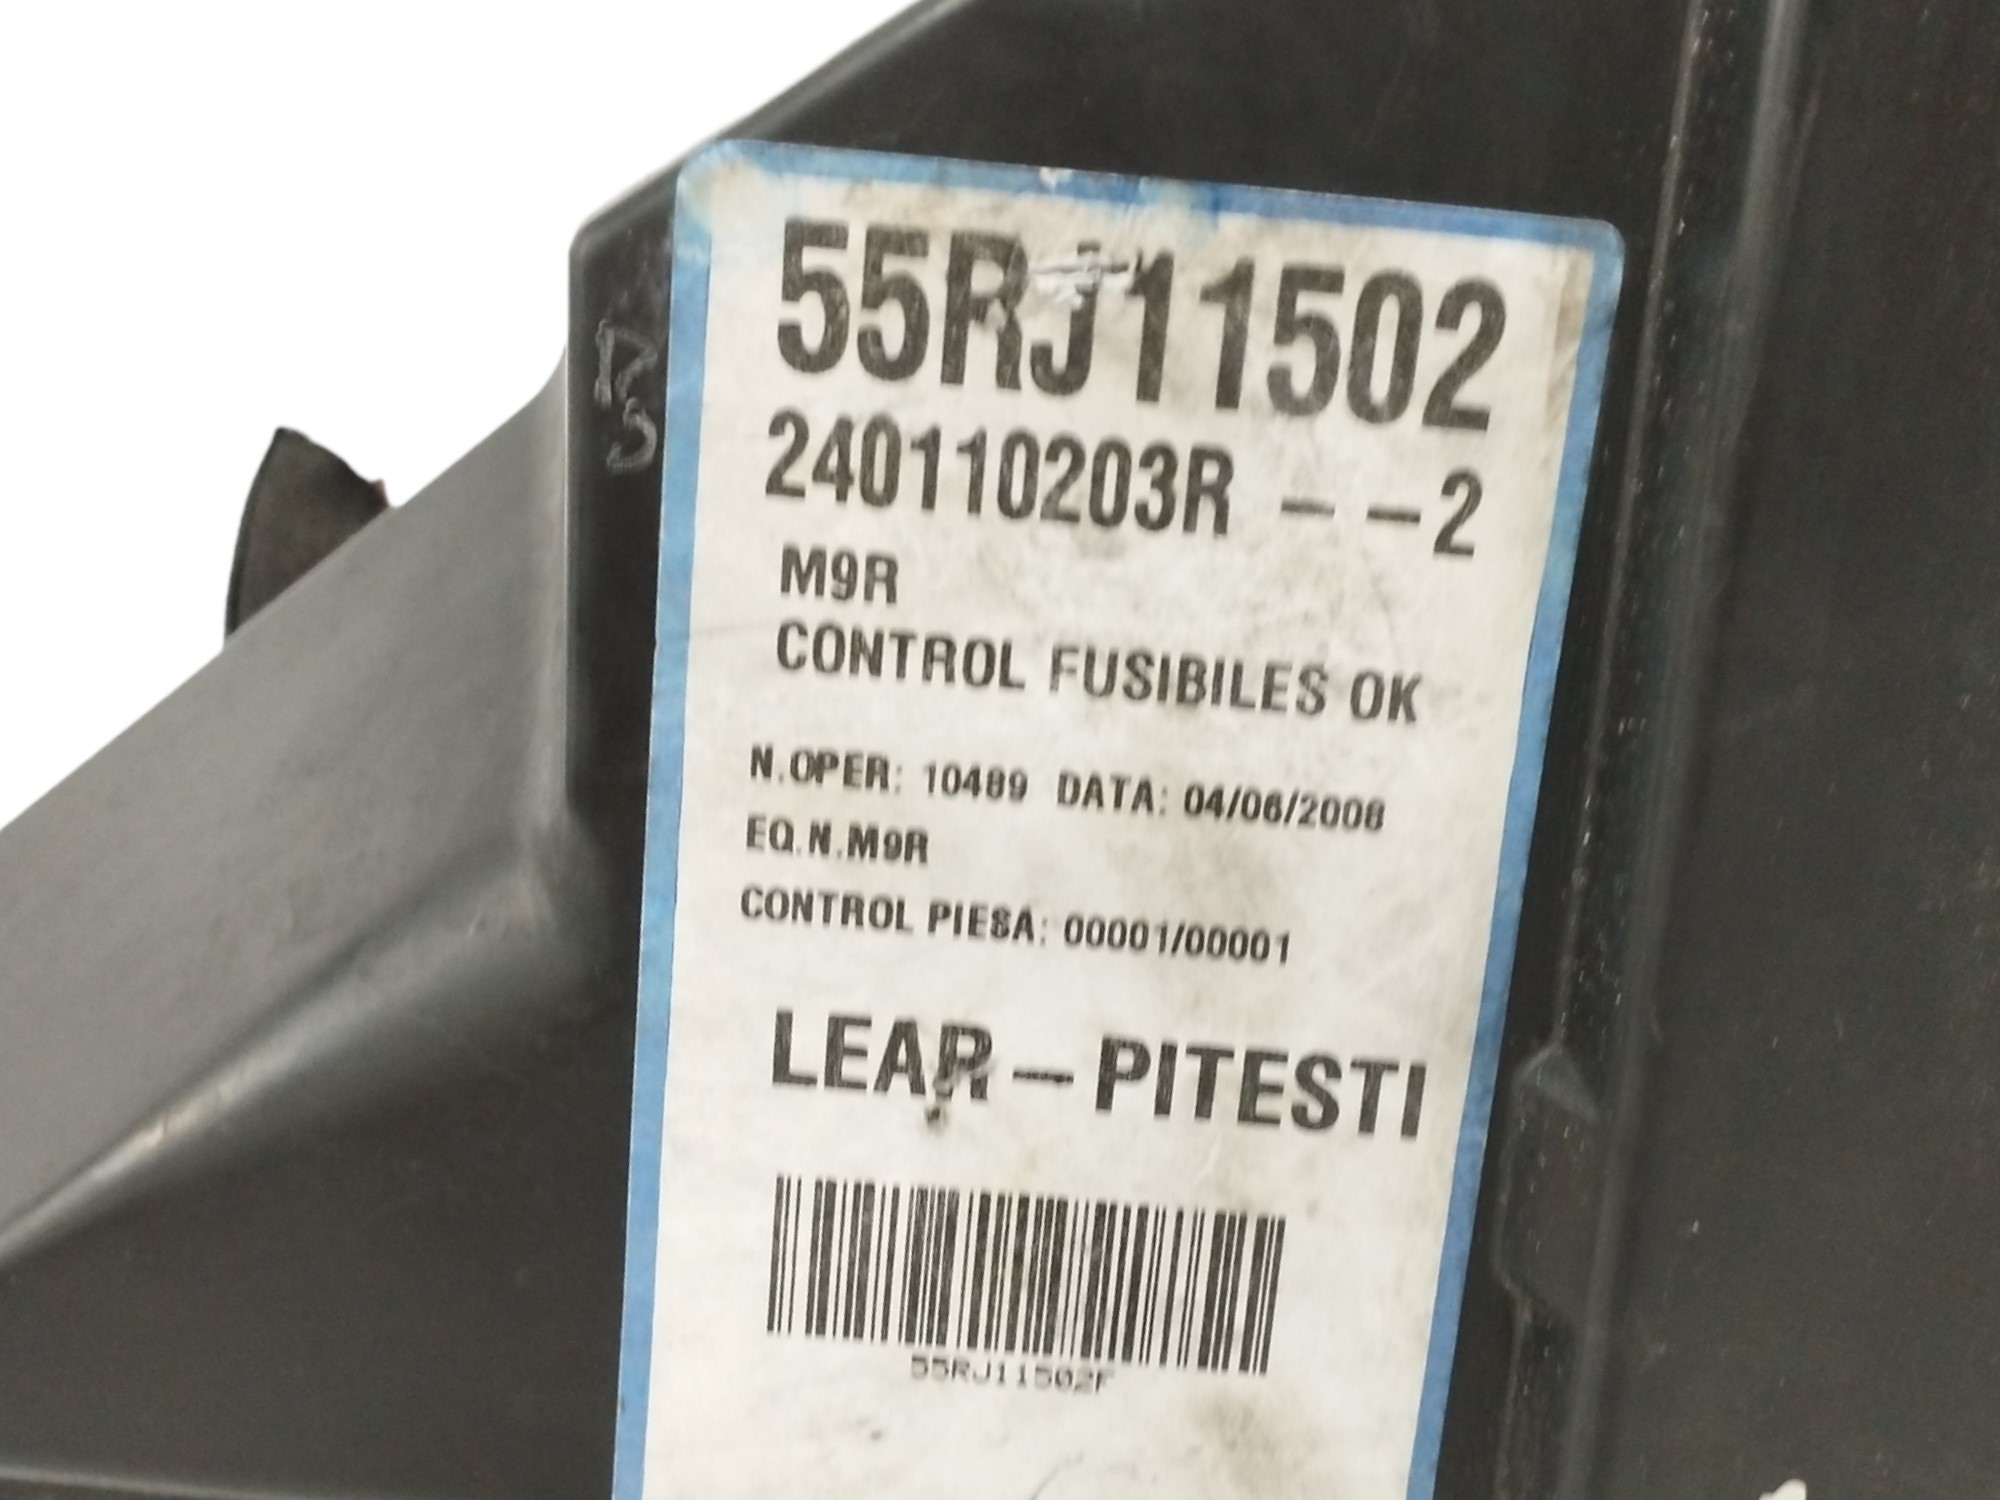 55RJ11502
240110203R - -2
M9R
CONTROL FUSIBILES OK
N.OPER: 10489 DATA: 04/06/2008
EQ.N.M9R
CONTROL PIESA: 00001/00001
LEAR-PITESTI
55RJ11502F